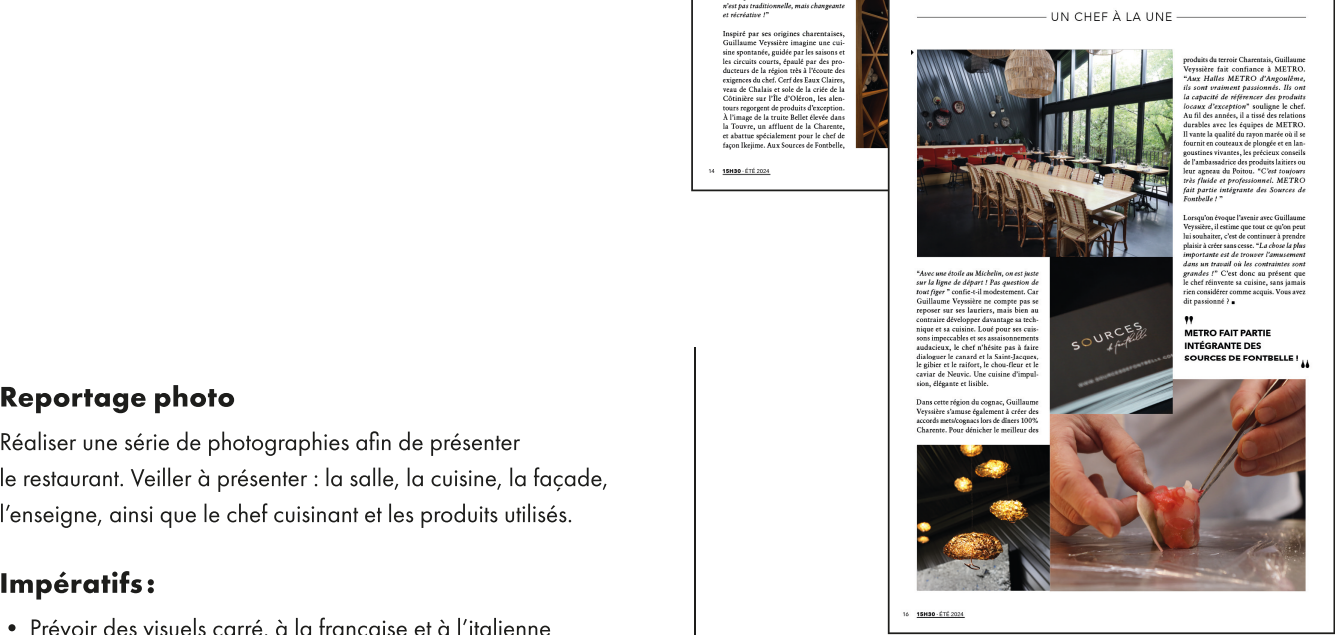 Reportage photo
Réaliser une série de photographies afin de présenter
le restaurant. Veiller à présenter : la salle, la cuisine, la façade,
l’enseigne, ainsi que le chef cuisinant et les produits utilisés.
Impératifs :
• Prévoir des visuels carré, à la française et à l’italienne
n’est pas traditionnelle, mais changeante
et récréative !”
Inspiré par ses origines charentaises,
Guillaume Veyssière imagine une cui-
sine spontanée, guidée par les saisons et
les circuits courts, épaulé par des pro-
ducteurs de la région très à l’écoute des
exigences du chef. Cerf des Eaux Claires,
veau de Chalais et sole de la criée de la
Côtinière sur l’Île d’Oléron, les alen-
tours regorgent de produits d’exception.
À l’image de la truite Bellet élevée dans
la Touvre, un affluent de la Charente,
et abattue spécialement pour le chef de
façon Ikejime. Aux Sources de Fontbelle,
14 15H30 · ÉTÉ 2024
UN CHEF À LA UNE
“Avec une étoile au Michelin, on est juste
sur la ligne de départ ! Pas question de
tout figer ” confie-t-il modestement. Car
Guillaume Veyssière ne compte pas se
reposer sur ses lauriers, mais bien au
contraire développer davantage sa tech-
nique et sa cuisine. Loué pour ses cuis-
sons impeccables et ses assaisonnements
audacieux, le chef n’hésite pas à faire
dialoguer le canard et la Saint-Jacques,
le gibier et le raifort, le chou-fleur et le
caviar de Neuvic. Une cuisine d’impul-
sion, élégante et lisible.
Dans cette région du cognac, Guillaume
Veyssière s’amuse également à créer des
accords mets/cognacs lors de dîners 100%
Charente. Pour dénicher le meilleur des
SOURCES
de fontbelle
WWW.SOURCESDEFONTBELLE.COM
produits du terroir Charentais, Guillaume
Veyssière fait confiance à METRO.
“Aux Halles METRO d’Angoulême,
ils sont vraiment passionnés. Ils ont
la capacité de référencer des produits
locaux d’exception” souligne le chef.
Au fil des années, il a tissé des relations
durables avec les équipes de METRO.
Il vante la qualité du rayon marée où il se
fournit en couteaux de plongée et en lan-
goustines vivantes, les précieux conseils
de l’ambassadrice des produits laitiers ou
leur agneau du Poitou. “C’est toujours
très fluide et professionnel. METRO
fait partie intégrante des Sources de
Fontbelle ! ”
Lorsqu’on évoque l’avenir avec Guillaume
Veyssière, il estime que tout ce qu’on peut
lui souhaiter, c’est de continuer à prendre
plaisir à créer sans cesse. “La chose la plus
importante est de trouver l’amusement
dans un travail où les contraintes sont
grandes !” C’est donc au présent que
le chef réinvente sa cuisine, sans jamais
rien considérer comme acquis. Vous avez
dit passionné ? ■
METRO FAIT PARTIE
INTÉGRANTE DES
SOURCES DE FONTBELLE !
16 15H30 · ÉTÉ 2024